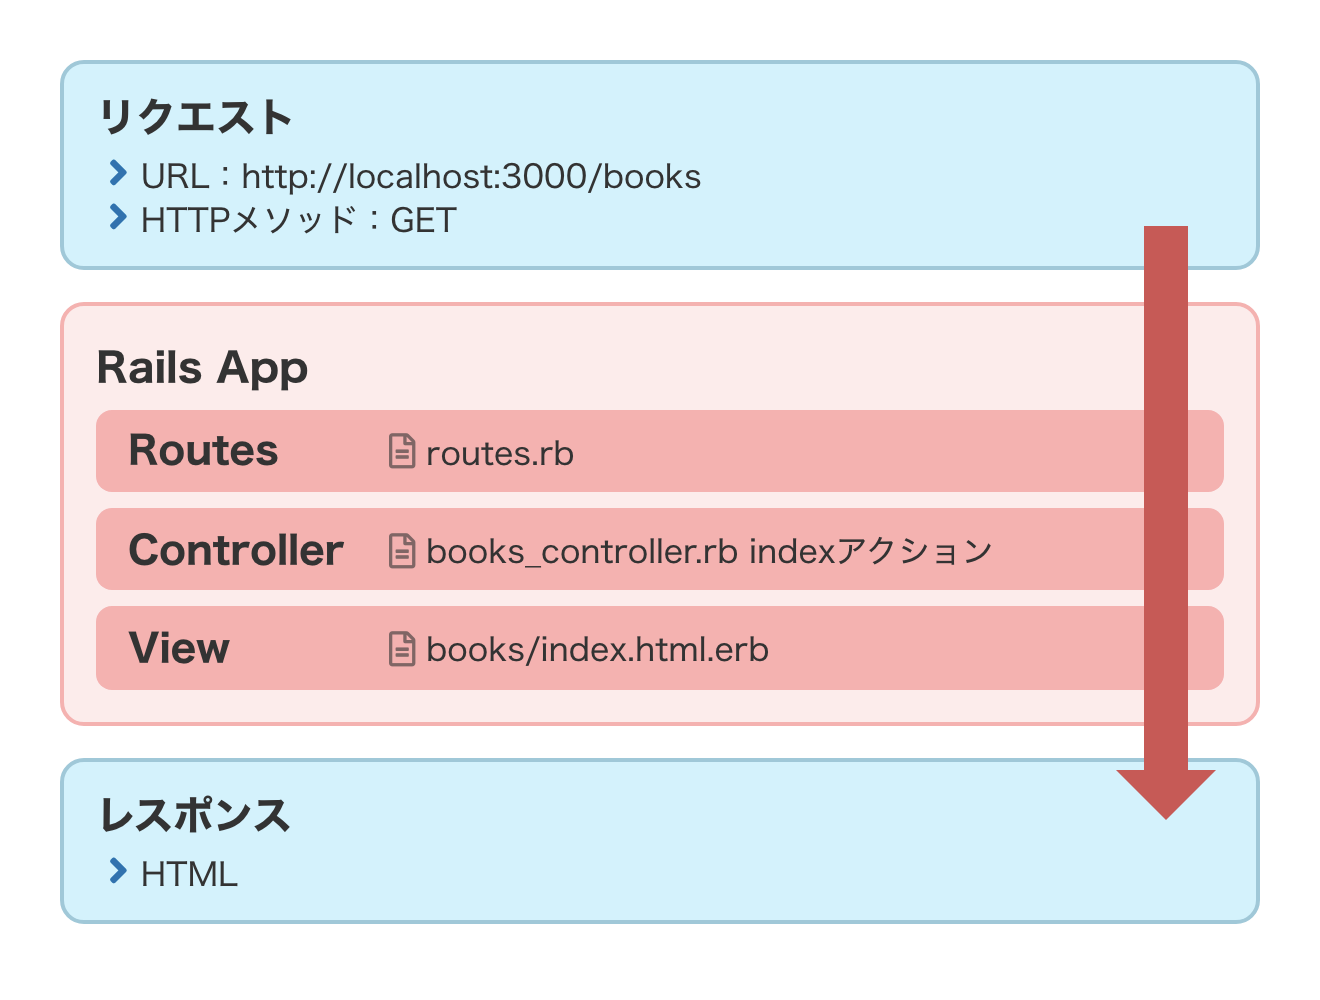 リクエスト
URL：http://localhost:3000/books
HTTPメソッド：GET
Rails App
Routes routes.rb
Controller books_controller.rb indexアクション
View books/index.html.erb
レスポンス
HTML